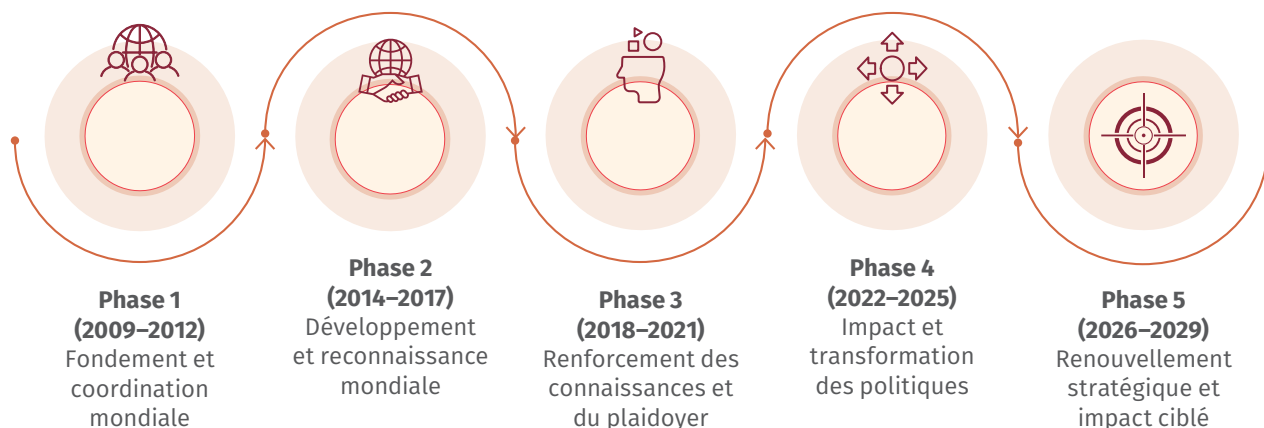 Phase 1
(2009–2012)
Fondement et
coordination
mondiale
Phase 2
(2014–2017)
Développement
et reconnaissance
mondiale
Phase 3
(2018–2021)
Renforcement des
connaissances et
du plaidoyer
Phase 4
(2022–2025)
Impact et
transformation
des politiques
Phase 5
(2026–2029)
Renouvellement
stratégique et
impact ciblé